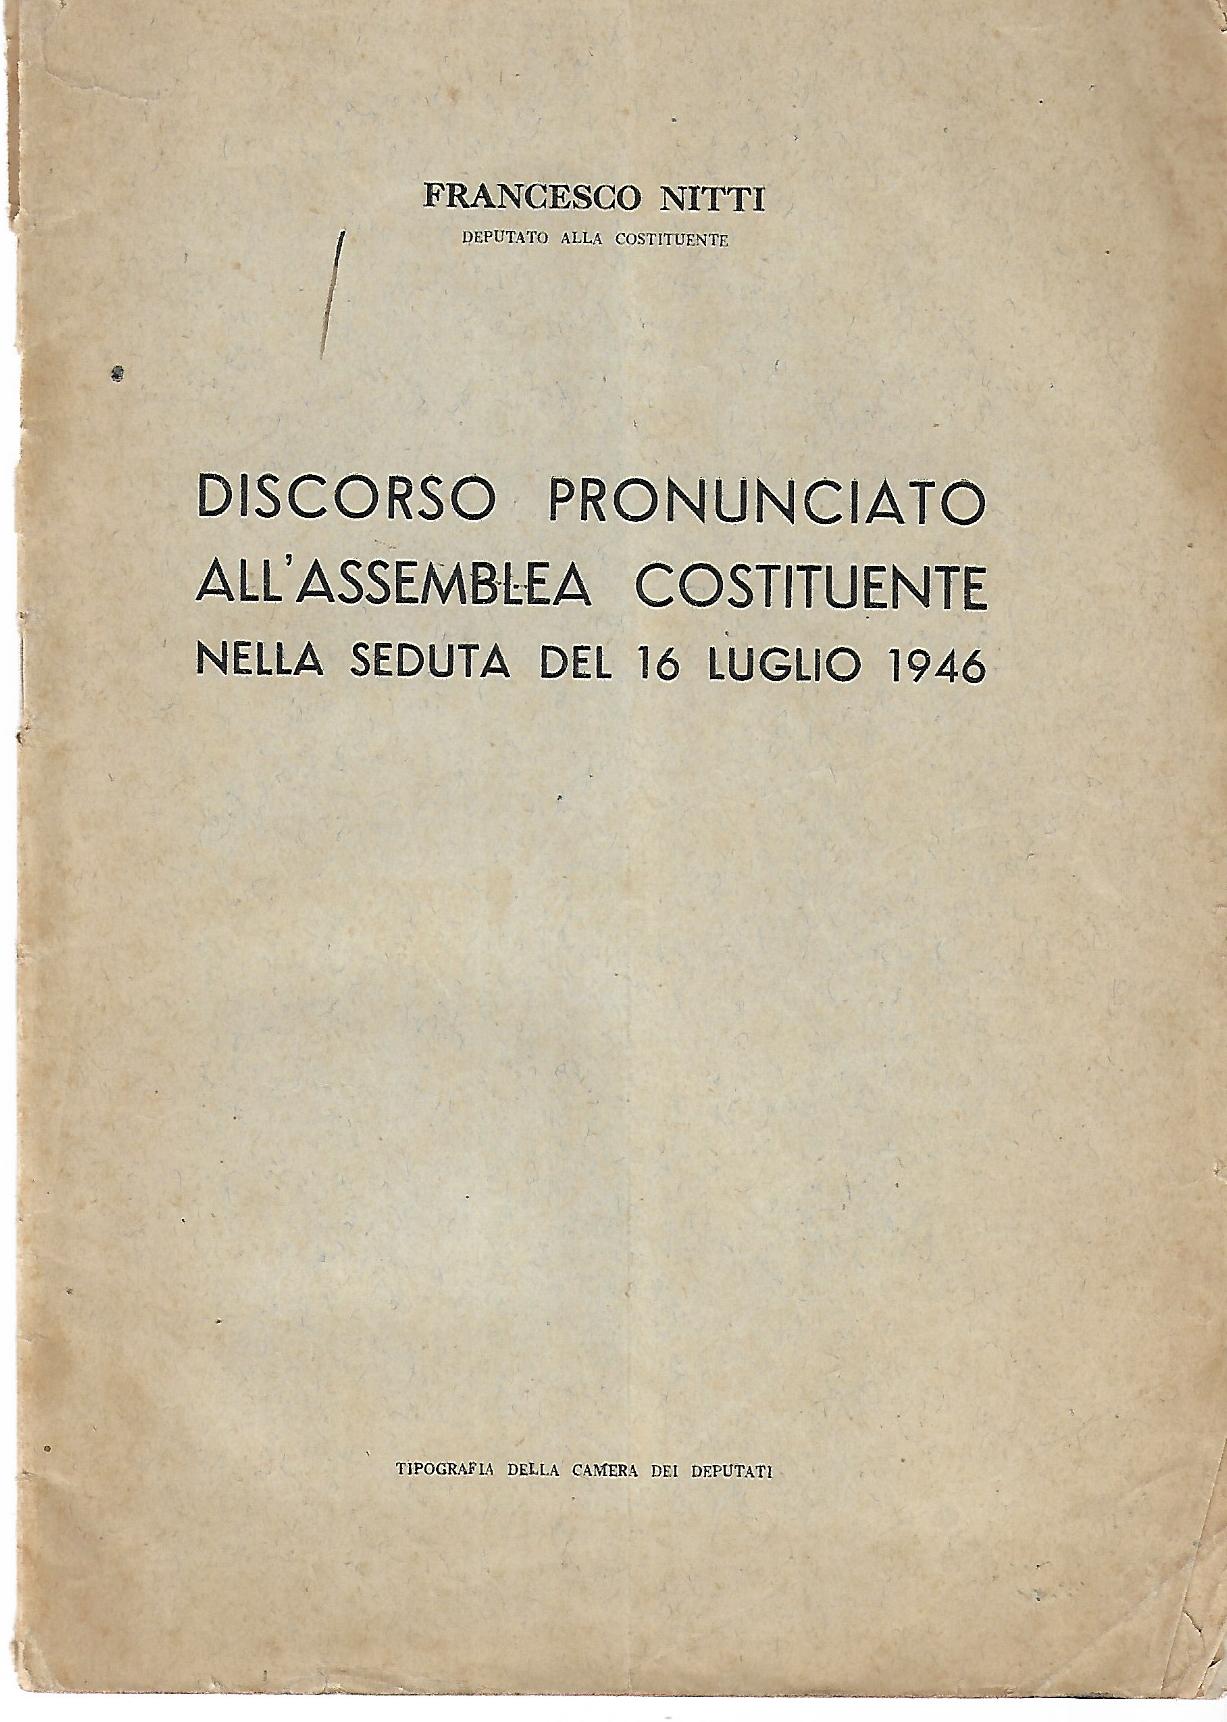 FRANCESCO NITTI
DEPUTATO ALLA COSTITUENTE
DISCORSO PRONUNCIATO
ALL'ASSEMBLEA COSTITUENTE
NELLA SEDUTA DEL 16 LUGLIO 1946
TIPOGRAFIA DELLA CAMERA DEI DEPUTATI